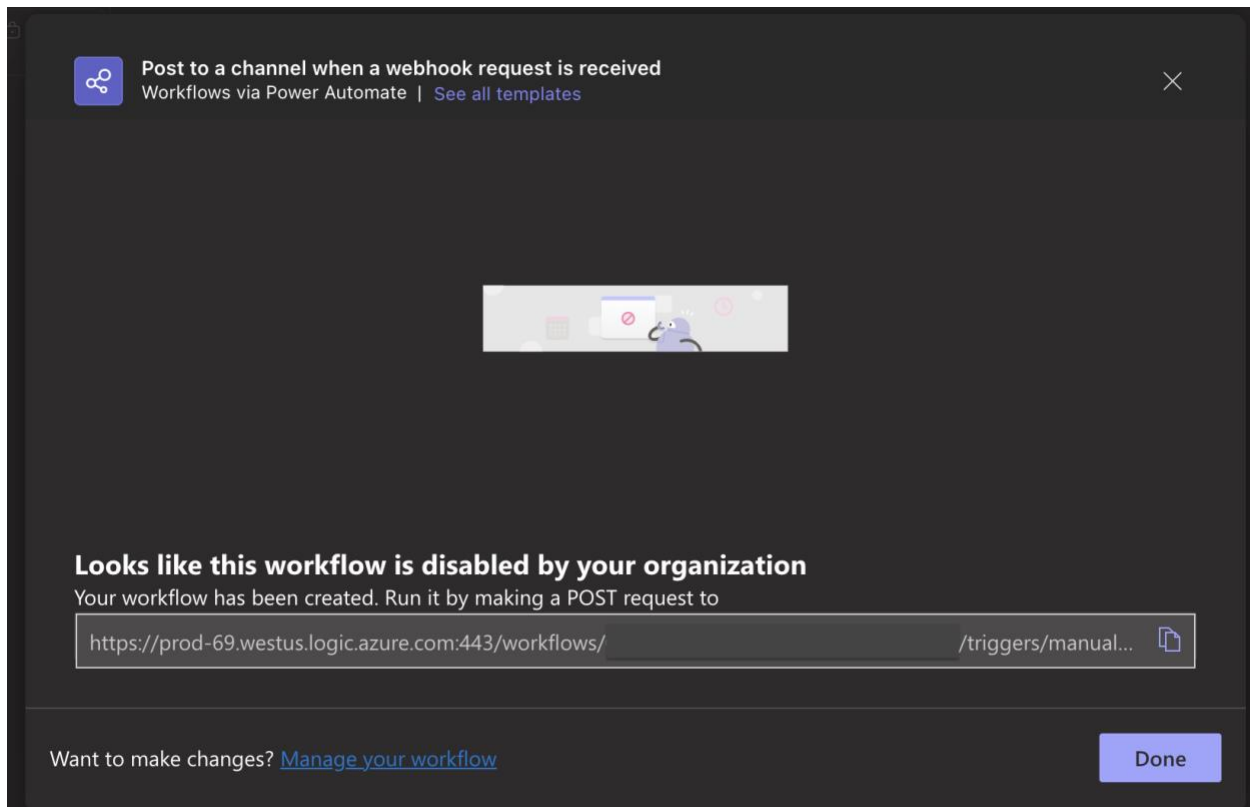 Post to a channel when a webhook request is received
Workflows via Power Automate | See all templates
Looks like this workflow is disabled by your organization
Your workflow has been created. Run it by making a POST request to
https://prod-69.westus.logic.azure.com:443/workflows/ /triggers/manual...
Want to make changes? Manage your workflow
Done